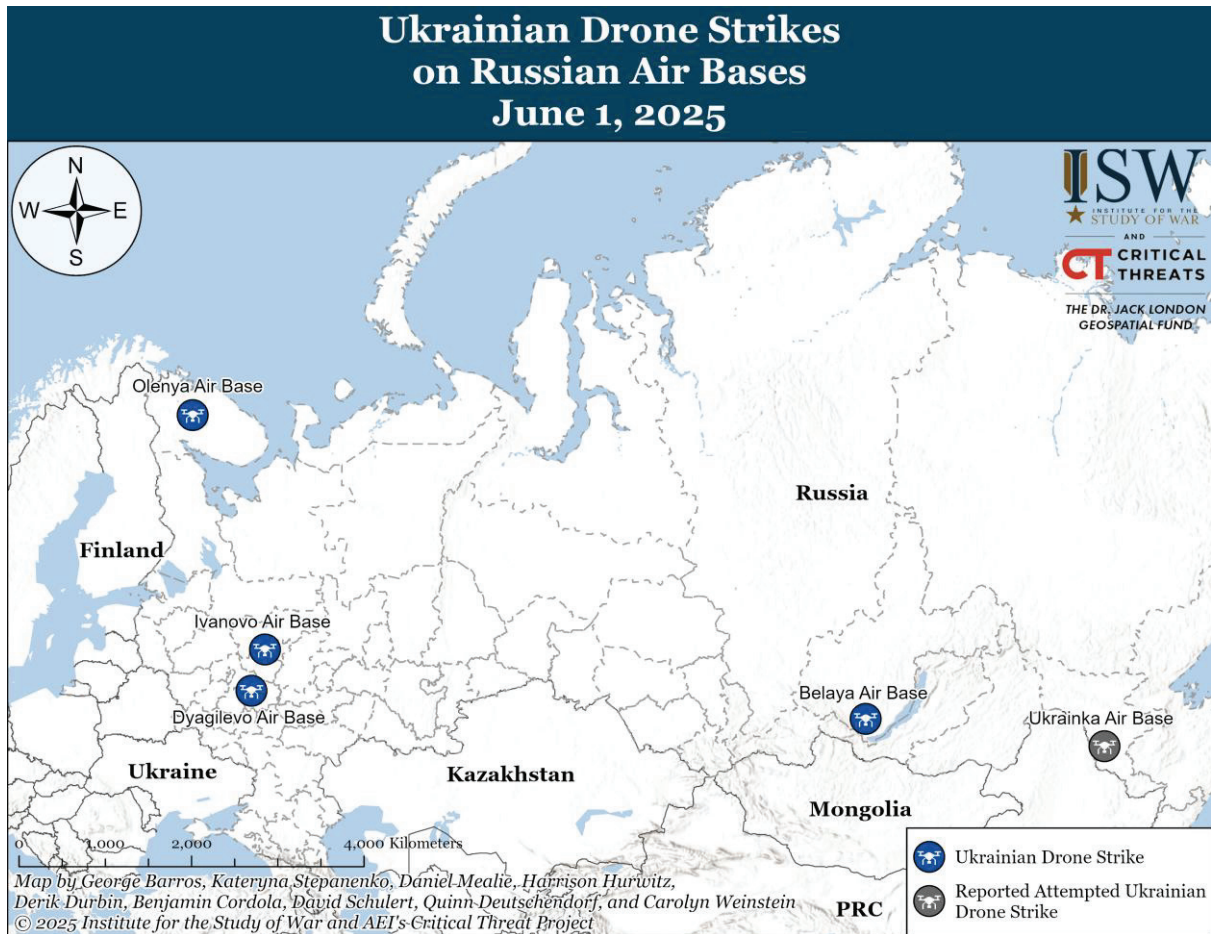 Ukrainian Drone Strikes
on Russian Air Bases
June 1, 2025
N
W
E
S
ISW
INSTITUTE FOR THE
STUDY OF WAR
AND
CT CRITICAL
THREATS
THE DR. JACK LONDON
GEOSPATIAL FUND
Olenya Air Base
Russia
Finland
Ivanovo Air Base
Dyagilevo Air Base
Belaya Air Base
Ukrainka Air Base
Ukraine
Kazakhstan
Mongolia
PRC
0 1,000 2,000 4,000 Kilometers
Map by George Barros, Kateryna Stepanenko, Daniel Mealie, Harrison Hurwitz,
Derik Durbin, Benjamin Cordola, David Schulert, Quinn Deutschendorf, and Carolyn Weinstein
© 2025 Institute for the Study of War and AEI's Critical Threat Project
Ukrainian Drone Strike
Reported Attempted Ukrainian
Drone Strike